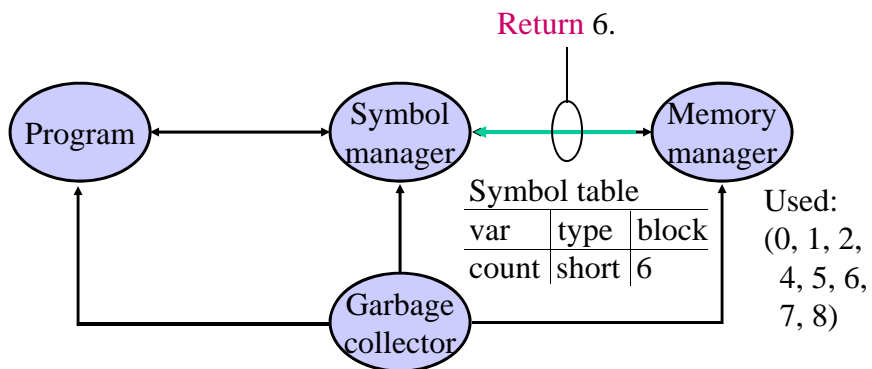 Return 6.
Program
Symbol
manager
Memory
manager
Symbol table
var type block
count short 6
Used:
(0, 1, 2,
4, 5, 6,
7, 8)
Garbage
collector